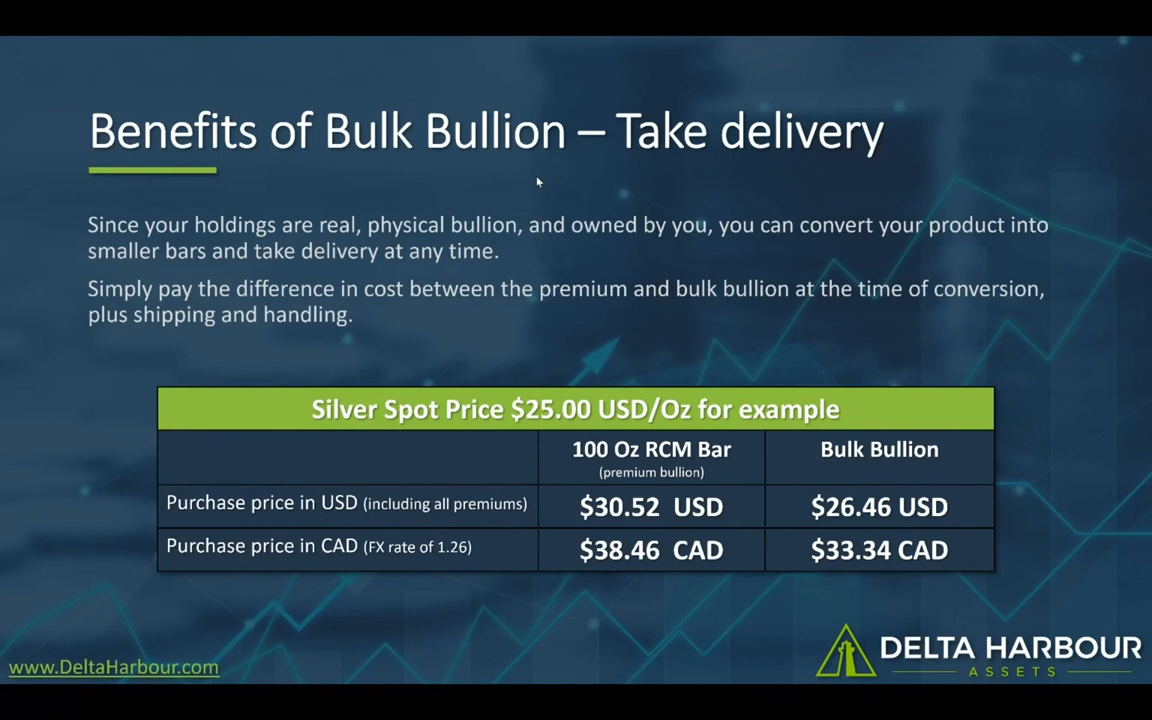 Benefits of Bulk Bullion – Take delivery
Since your holdings are real, physical bullion, and owned by you, you can convert your product into
smaller bars and take delivery at any time.
Simply pay the difference in cost between the premium and bulk bullion at the time of conversion,
plus shipping and handling.
Silver Spot Price $25.00 USD/Oz for example
100 Oz RCM Bar Bulk Bullion
(premium bullion)
Purchase price in USD (including all premiums) $30.52 USD $26.46 USD
Purchase price in CAD (FX rate of 1.26) $38.46 CAD $33.34 CAD
DELTA HARBOUR
ASSETS
www.DeltaHarbour.com